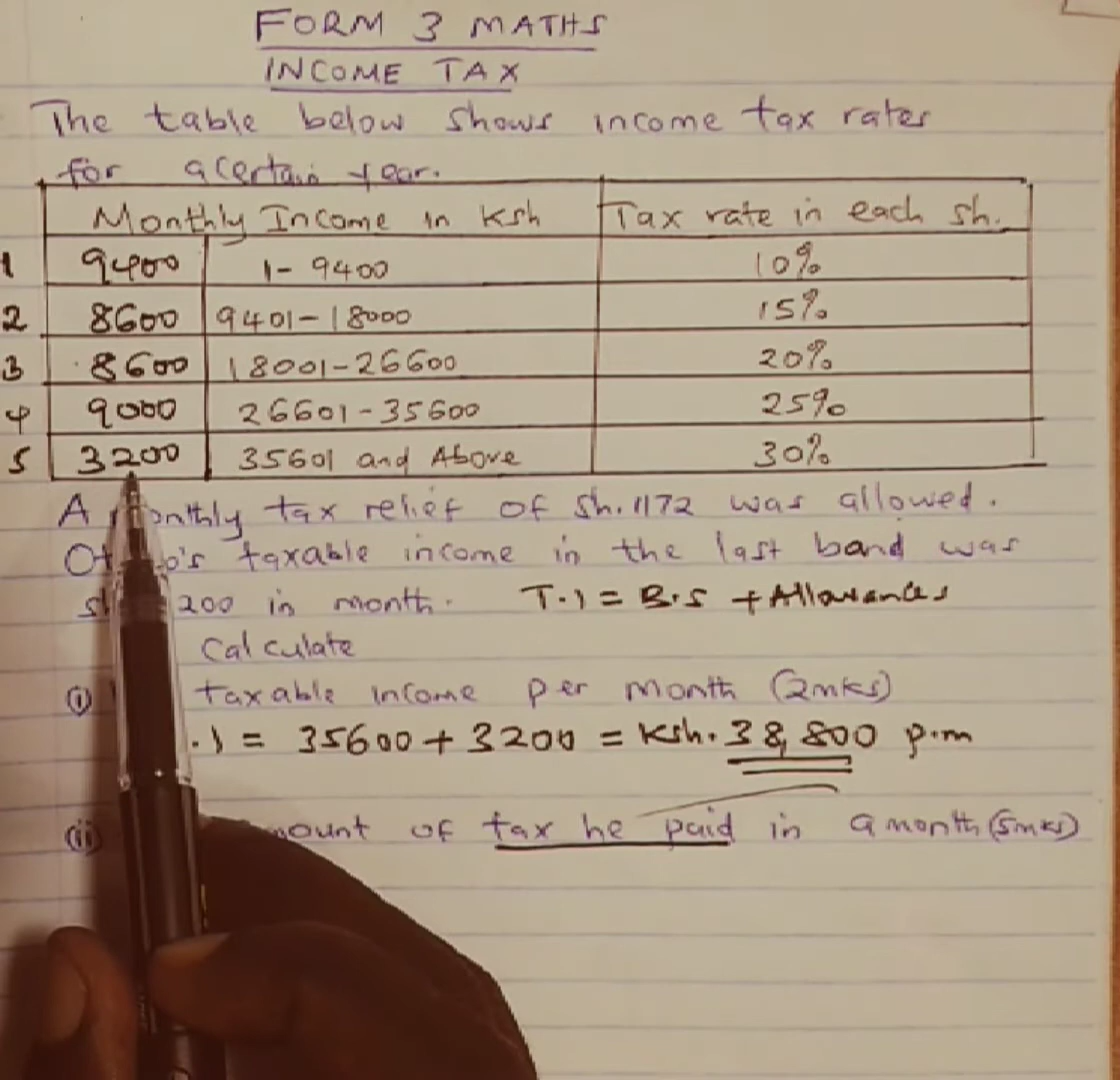 FORM 3 MATHS
INCOME TAX
The table below shows income tax rates
for a certain year.
Monthly Income in Ksh Tax rate in each sh.
1 9400 1-9400 10%
2 8600 9401-18000 15%
3 8600 18001-26600 20%
4 9000 26601-35600 25%
5 3200 35601 and Above 30%
A onthly tax relief of Sh.1172 was allowed.
Ot o's taxable income in the last band was
s 200 in month. T.I = B.S + Allowances
Calculate
(i) taxable income per month (2mks)
.I = 35600 + 3200 = Ksh. 38,800 p.m
(ii) mount of tax he paid in a month (5mks)